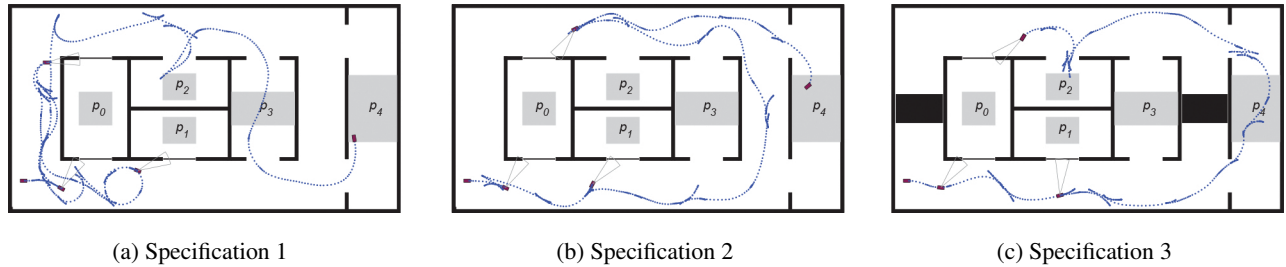 p0 p2 p1 p3 p4
p0 p2 p1 p3 p4
p0 p2 p1 p3 p4
(a) Specification 1
(b) Specification 2
(c) Specification 3